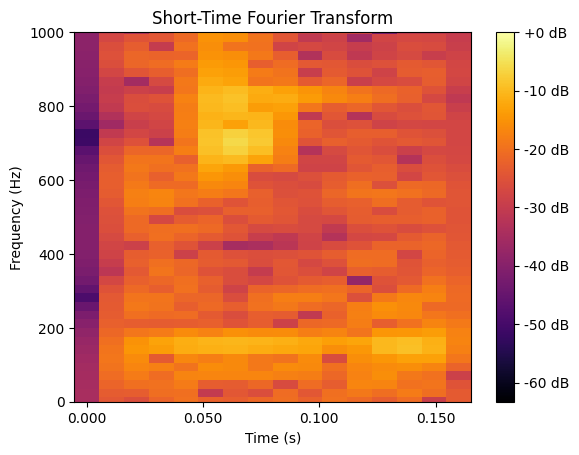 Short-Time Fourier Transform
Frequency (Hz)
1000
800
600
400
200
0
0.000
0.050
0.100
0.150
Time (s)
+0 dB
-10 dB
-20 dB
-30 dB
-40 dB
-50 dB
-60 dB